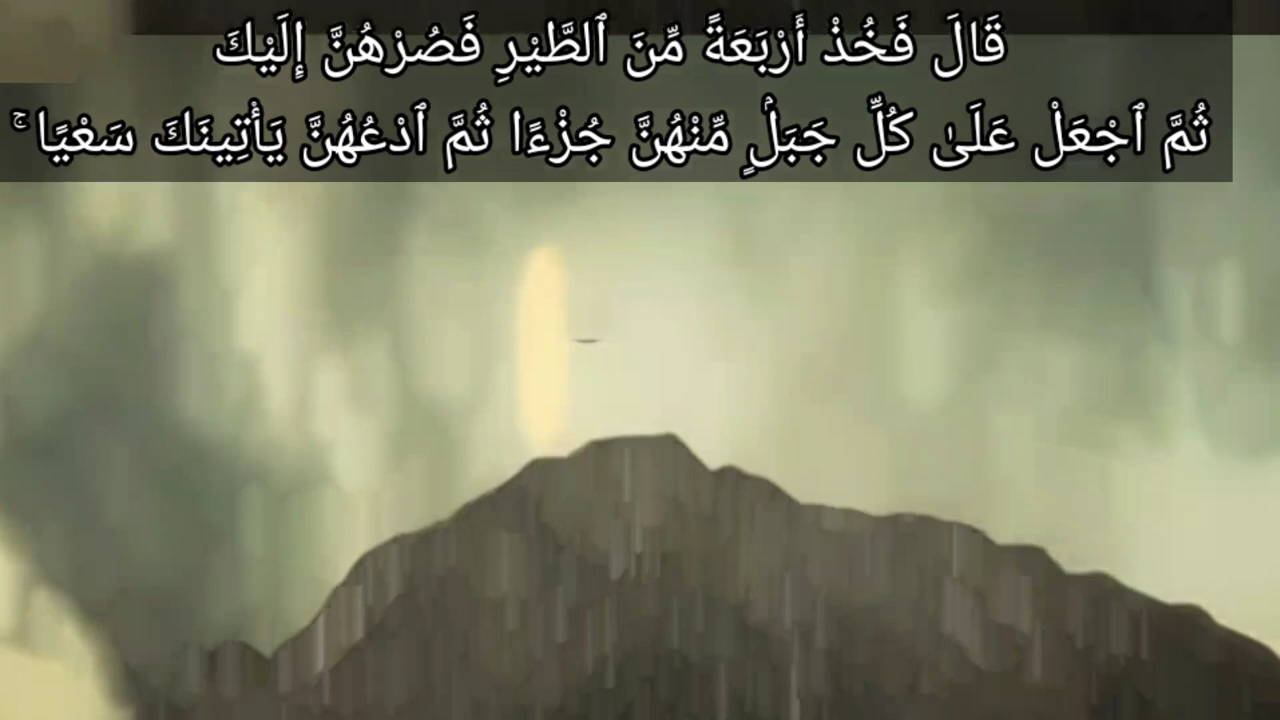 قَالَ فَخُذْ أَرْبَعَةً مِّنَ ٱلطَّيْرِ فَصُرْهُنَّ إِلَيْكَ
ثُمَّ ٱجْعَلْ عَلَىٰ كُلِّ جَبَلٍۢ مِّنْهُنَّ جُزْءًا ثُمَّ ٱدْعُهُنَّ يَأْتِينَكَ سَعْيًا ۚ